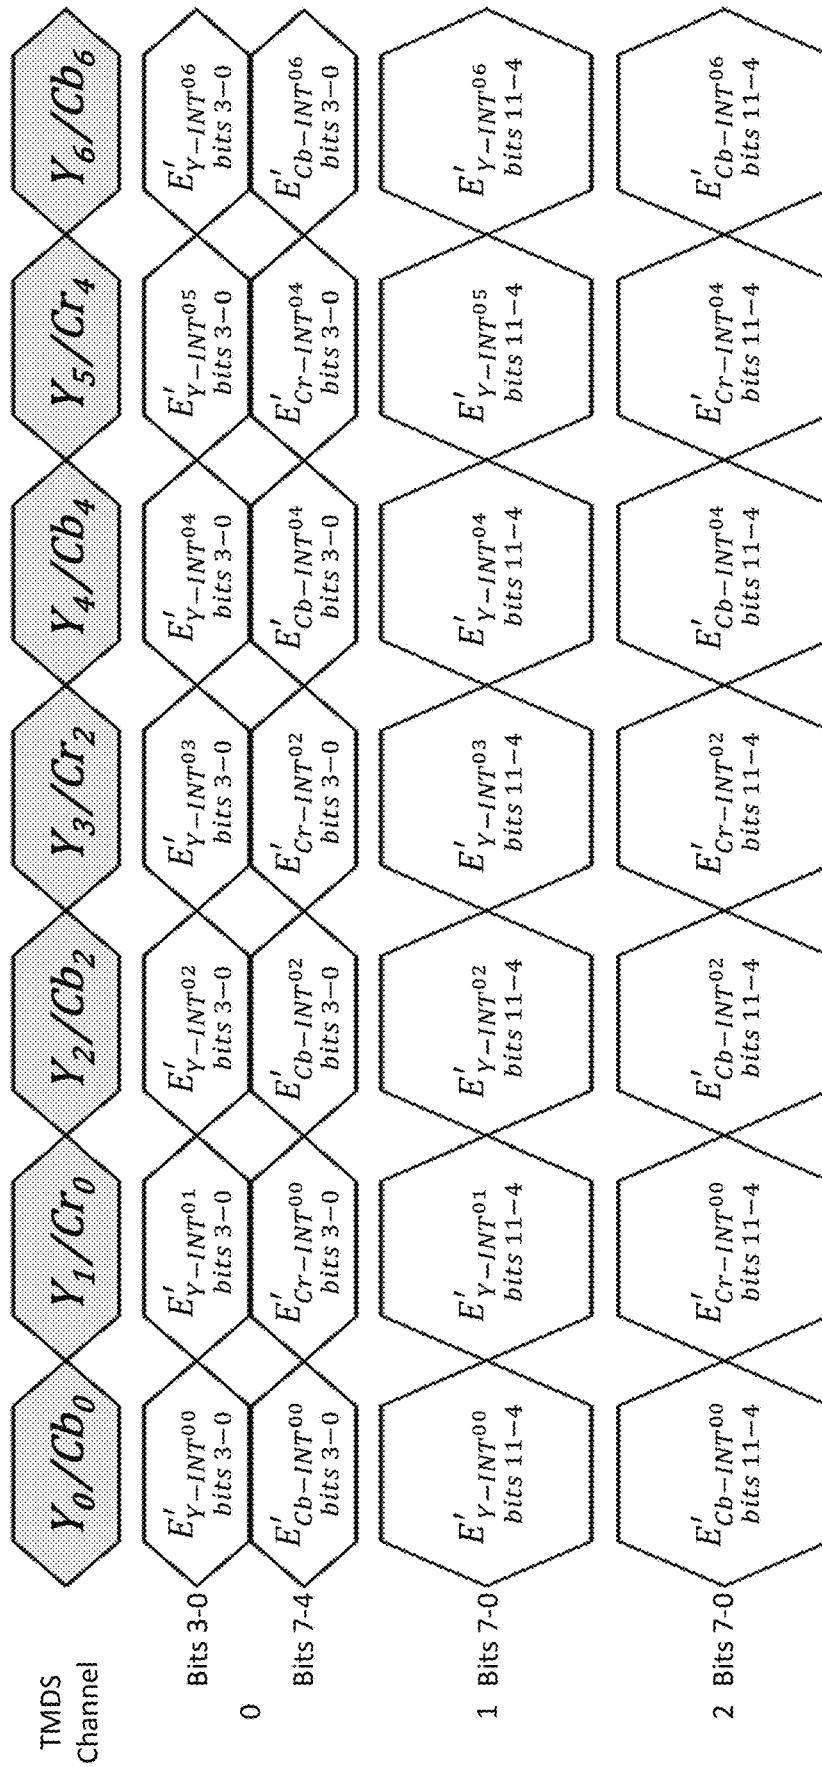 TMDS
Channel
Y₀/Cb₀ Y₁/Cr₀ Y₂/Cb₂ Y₃/Cr₂ Y₄/Cb₄ Y₅/Cr₄ Y₆/Cb₆
0
Bits 3-0
E′Y−INT⁰⁰ E′Y−INT⁰¹ E′Y−INT⁰² E′Y−INT⁰³ E′Y−INT⁰⁴ E′Y−INT⁰⁵ E′Y−INT⁰⁶
bits 3−0 bits 3−0 bits 3−0 bits 3−0 bits 3−0 bits 3−0 bits 3−0
Bits 7-4
E′Cb−INT⁰⁰ E′Cr−INT⁰⁰ E′Cb−INT⁰² E′Cr−INT⁰² E′Cb−INT⁰⁴ E′Cr−INT⁰⁴ E′Cb−INT⁰⁶
bits 3−0 bits 3−0 bits 3−0 bits 3−0 bits 3−0 bits 3−0 bits 3−0
1 Bits 7-0
E′Y−INT⁰⁰ E′Y−INT⁰¹ E′Y−INT⁰² E′Y−INT⁰³ E′Y−INT⁰⁴ E′Y−INT⁰⁵ E′Y−INT⁰⁶
bits 11−4 bits 11−4 bits 11−4 bits 11−4 bits 11−4 bits 11−4 bits 11−4
2 Bits 7-0
E′Cb−INT⁰⁰ E′Cr−INT⁰⁰ E′Cb−INT⁰² E′Cr−INT⁰² E′Cb−INT⁰⁴ E′Cr−INT⁰⁴ E′Cb−INT⁰⁶
bits 11−4 bits 11−4 bits 11−4 bits 11−4 bits 11−4 bits 11−4 bits 11−4